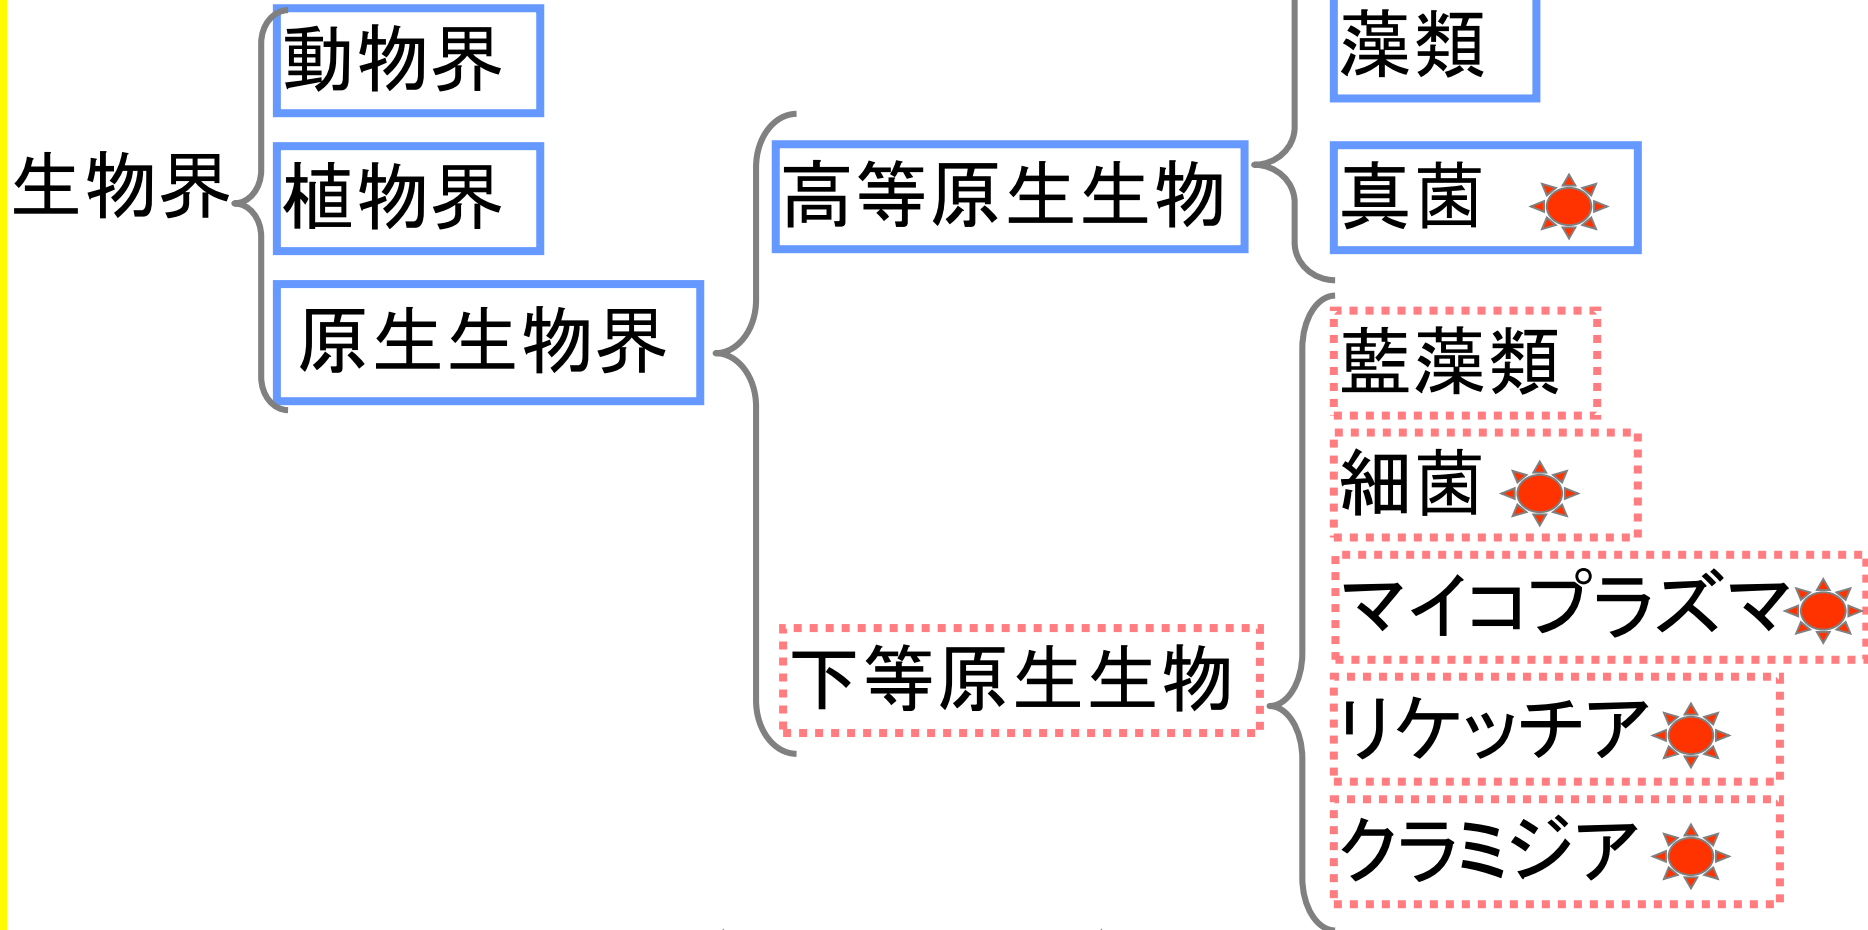 動物界
植物界
生物界
原生生物界
高等原生生物
下等原生生物
藻類
真菌
藍藻類
細菌
マイコプラズマ
リケッチア
クラミジア